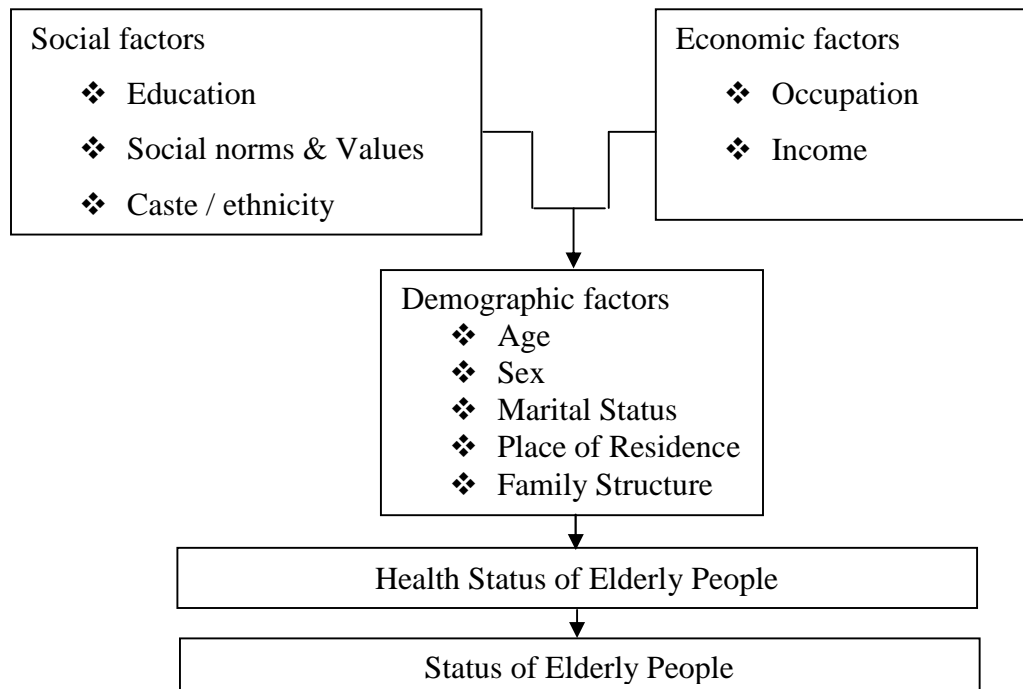 Social factors
❖ Education
❖ Social norms & Values
❖ Caste / ethnicity
Economic factors
❖ Occupation
❖ Income
Demographic factors
❖ Age
❖ Sex
❖ Marital Status
❖ Place of Residence
❖ Family Structure
Health Status of Elderly People
Status of Elderly People